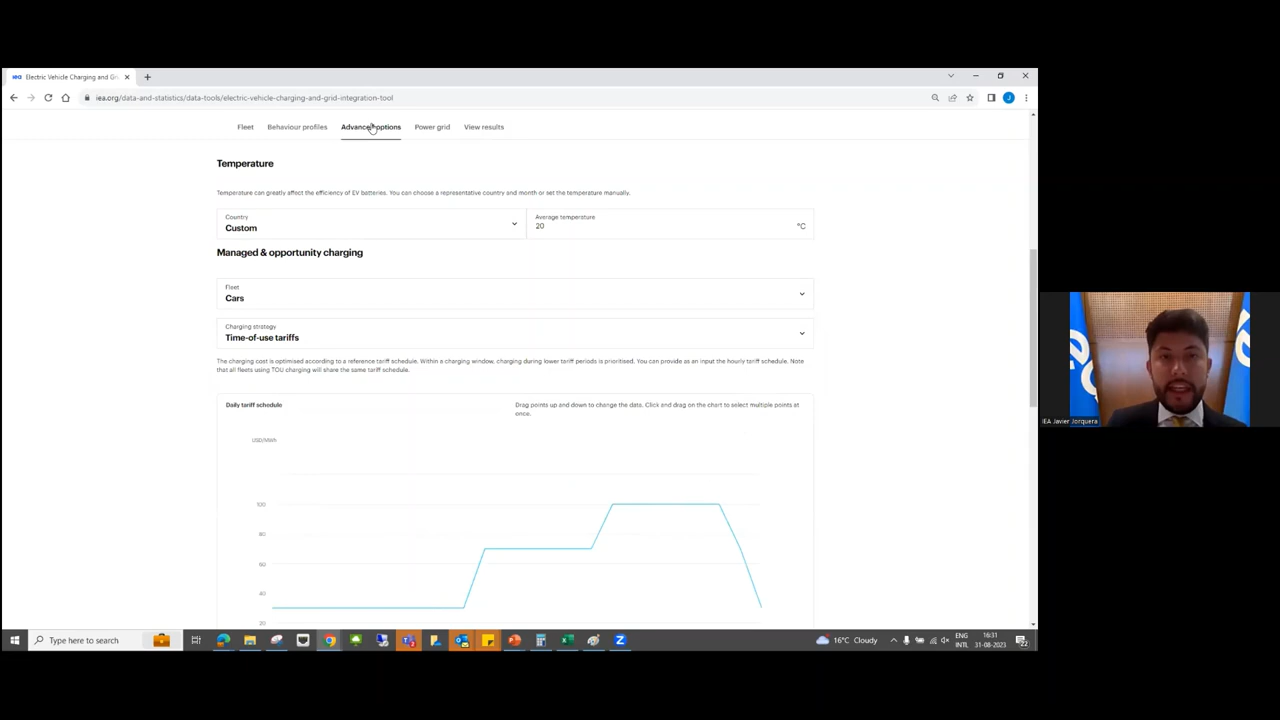 Electric Vehicle Charging and Gr
iea.org/data-and-statistics/data-tools/electric-vehicle-charging-and-grid-integration-tool
J
Fleet Behaviour profiles Advanced options Power grid View results
Temperature
Temperature can greatly affect the efficiency of EV batteries. You can choose a representative country and month or set the temperature manually.
Country
Custom
Average temperature
20
°C
Managed & opportunity charging
Fleet
Cars
Charging strategy
Time-of-use tariffs
The charging cost is optimised according to a reference tariff schedule. Within a charging window, charging during lower tariff periods is prioritised. You can provide as an input the hourly tariff schedule. Note
that all fleets using TOU charging will share the same tariff schedule.
Daily tariff schedule
Drag points up and down to change the data. Click and drag on the chart to select multiple points at
once.
USD/MWh
100
80
60
40
20
IEA Javier Jorquera
Type here to search
16°C Cloudy
ENG
INTL
16:31
31-08-2023